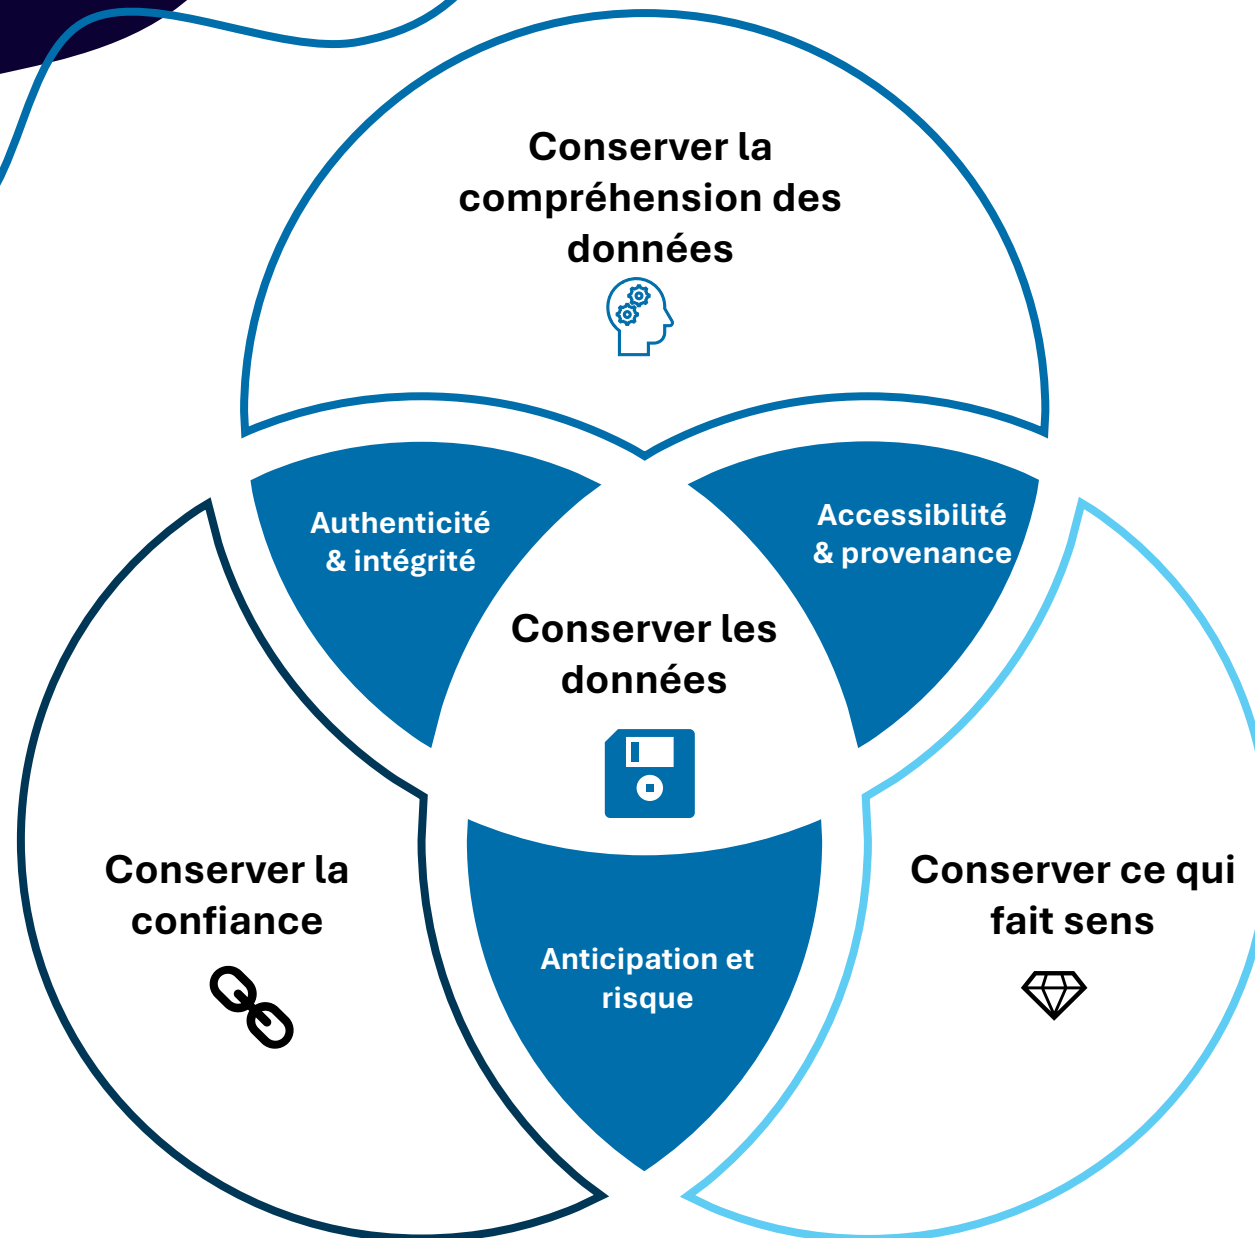 Conserver la
compréhension des
données
Authenticité
& intégrité
Accessibilité
& provenance
Conserver les
données
Conserver la
confiance
Conserver ce qui
fait sens
Anticipation et
risque